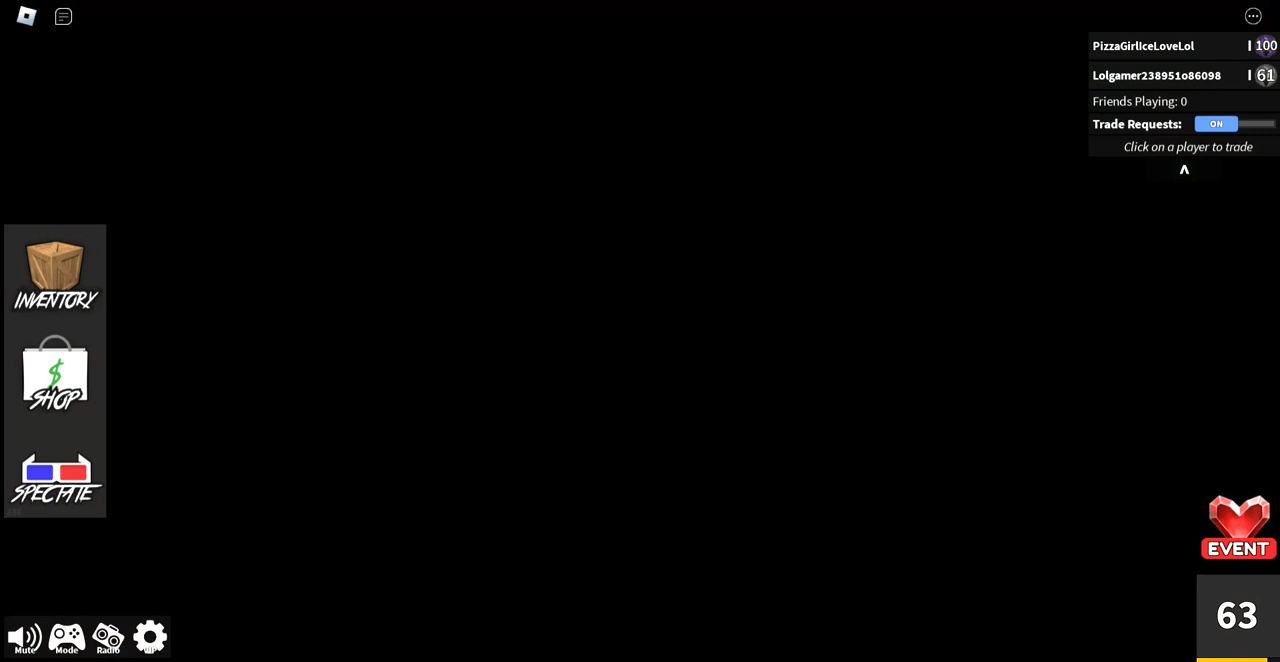 PizzaGirlIceLoveLol 100
Lolgamer238951o86098 61
Friends Playing: 0
Trade Requests: ON
Click on a player to trade
INVENTORY
$
SHOP
SPECTATE
EVENT
63
Mute Mode Radio